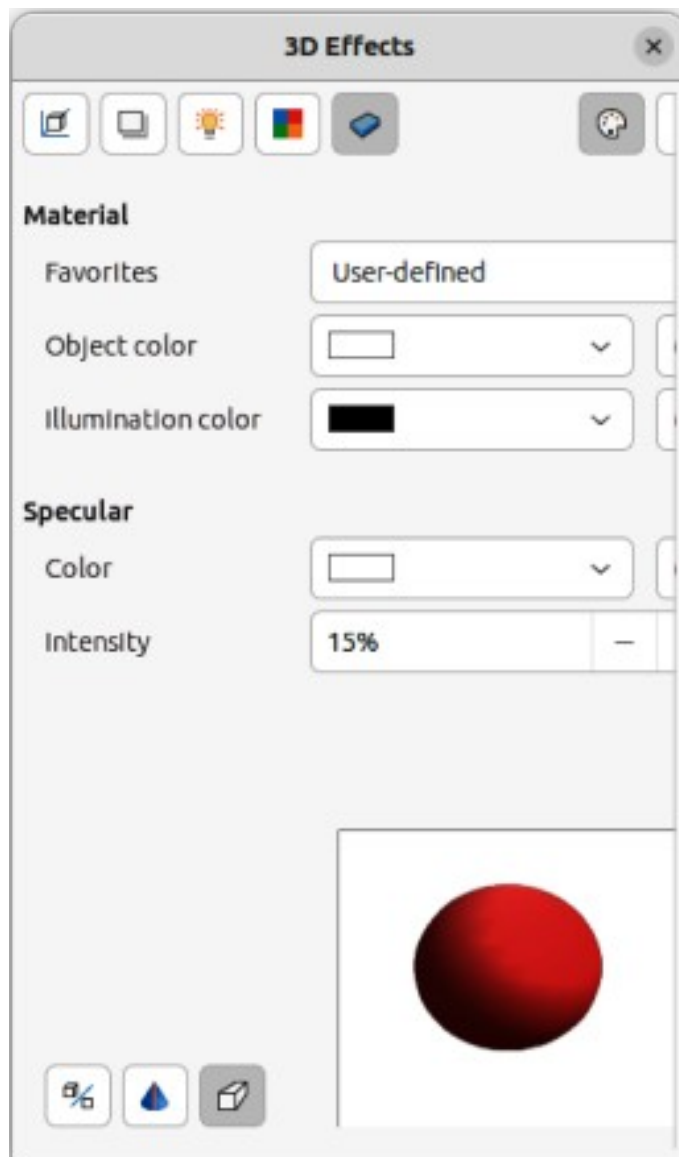 3D Effects
Material
Favorites
User-defined
Object color
Illumination color
Specular
Color
Intensity
15%